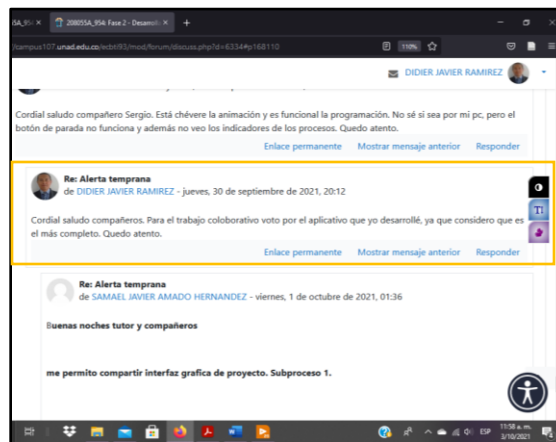 208055A_954: Fase 2 - Desarroll
/campus107.unad.edu.co/ecbti93/mod/forum/discuss.php?d=6334#p168110
110%
DIDIER JAVIER RAMIREZ
Cordial saludo compañero Sergio. Está chévere la animación y es funcional la programación. No sé si sea por mi pc, pero el
botón de parada no funciona y además no veo los indicadores de los procesos. Quedo atento.
Enlace permanente Mostrar mensaje anterior Responder
Re: Alerta temprana
de DIDIER JAVIER RAMIREZ - jueves, 30 de septiembre de 2021, 20:12
Cordial saludo compañeros. Para el trabajo coloborativo voto por el aplicativo que yo desarrollé, ya que considero que es
el más completo. Quedo atento.
Enlace permanente Mostrar mensaje anterior Responder
Re: Alerta temprana
de SAMAEL JAVIER AMADO HERNANDEZ - viernes, 1 de octubre de 2021, 01:36
Buenas noches tutor y compañeros
me permito compartir interfaz grafica de proyecto. Subproceso 1.
ESP
11:58 a. m.
3/10/2021